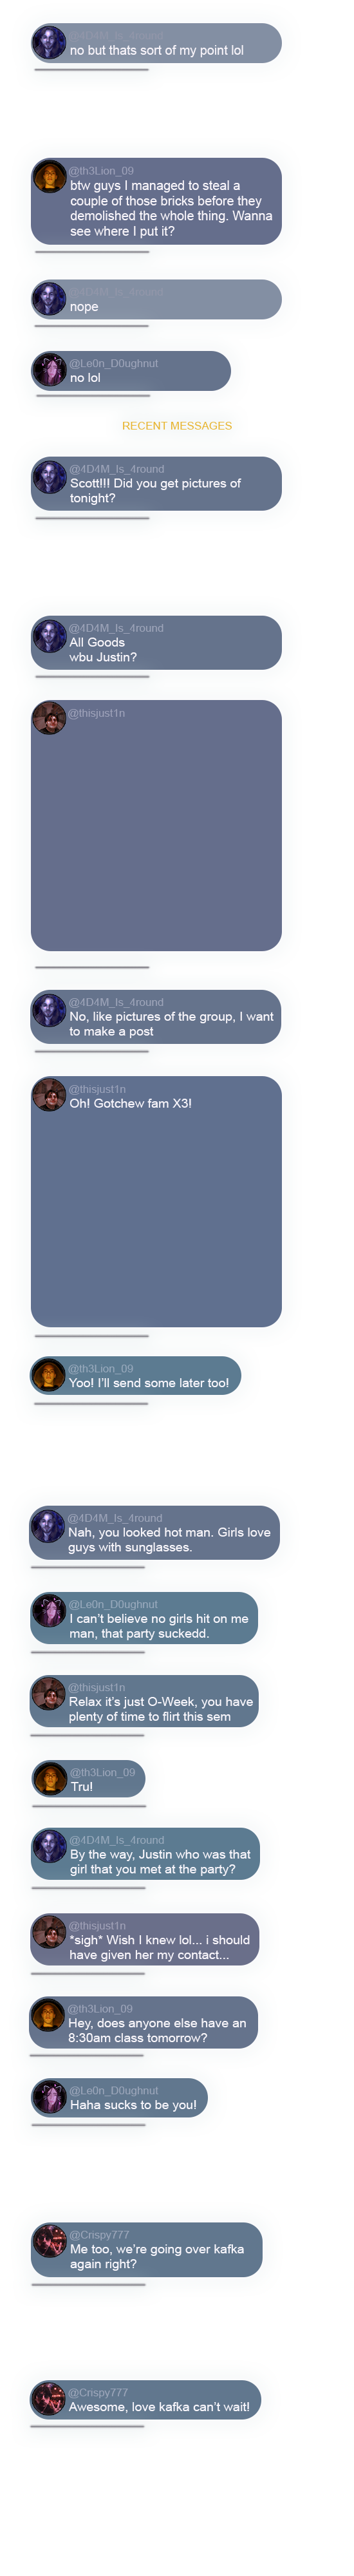 @4D4M_Is_4round
no but thats sort of my point lol
@th3Lion_09
btw guys I managed to steal a
couple of those bricks before they
demolished the whole thing. Wanna
see where I put it?
@4D4M_Is_4round
nope
@Le0n_D0ughnut
no lol
RECENT MESSAGES
@4D4M_Is_4round
Scott!!! Did you get pictures of
tonight?
@4D4M_Is_4round
All Goods
wbu Justin?
@thisjust1n
@4D4M_Is_4round
No, like pictures of the group, I want
to make a post
@thisjust1n
Oh! Gotchew fam X3!
@th3Lion_09
Yoo! I'll send some later too!
@4D4M_Is_4round
Nah, you looked hot man. Girls love
guys with sunglasses.
@Le0n_D0ughnut
I can't believe no girls hit on me
man, that party suckedd.
@thisjust1n
Relax it's just O-Week, you have
plenty of time to flirt this sem
@th3Lion_09
Tru!
@4D4M_Is_4round
By the way, Justin who was that
girl that you met at the party?
@thisjust1n
*sigh* Wish I knew lol... i should
have given her my contact...
@th3Lion_09
Hey, does anyone else have an
8:30am class tomorrow?
@Le0n_D0ughnut
Haha sucks to be you!
@Crispy777
Me too, we're going over kafka
again right?
@Crispy777
Awesome, love kafka can't wait!